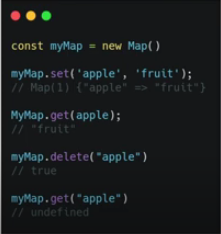 const myMap = new Map()
myMap.set('apple', 'fruit');
// Map(1) {"apple" => "fruit"}
myMap.get(apple);
// "fruit"
myMap.delete("apple")
// true
myMap.get("apple")
// undefined